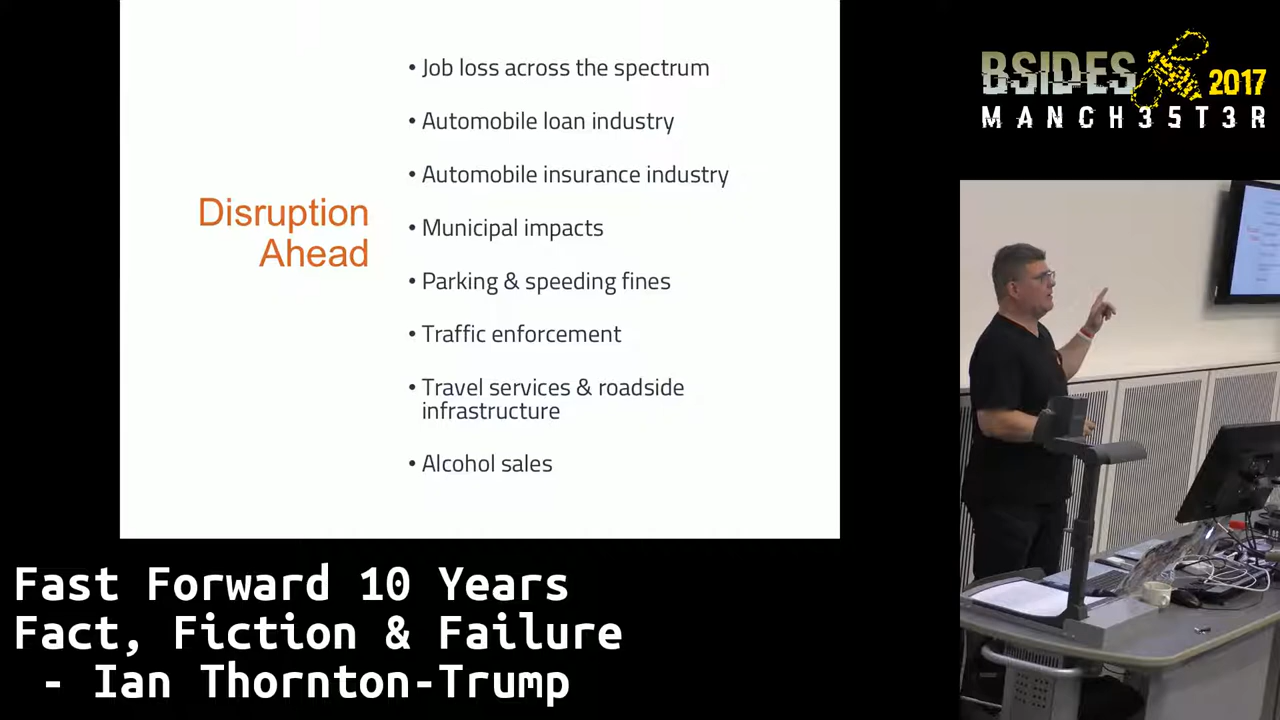 Disruption
Ahead
• Job loss across the spectrum
• Automobile loan industry
• Automobile insurance industry
• Municipal impacts
• Parking & speeding fines
• Traffic enforcement
• Travel services & roadside
infrastructure
• Alcohol sales
BSIDES 2017
MANCH35T3R
Fast Forward 10 Years
Fact, Fiction & Failure
- Ian Thornton-Trump